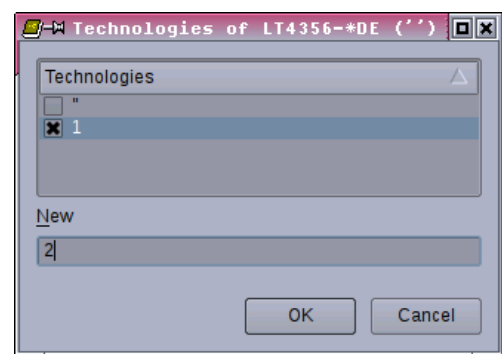 Technologies of LT4356-*DE ('')
Technologies
"
1
New
2
OK
Cancel